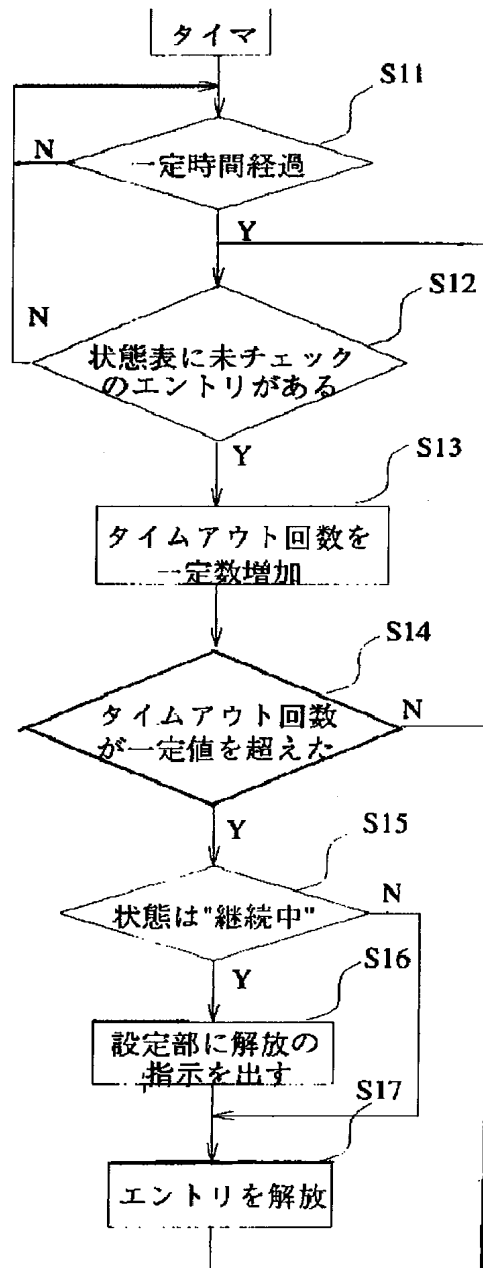 タイマ
S11
N
一定時間経過
Y
S12
N
状態表に未チェック
のエントリがある
Y
S13
タイムアウト回数を
一定数増加
S14
タイムアウト回数
が一定値を超えた
N
Y
S15
状態は"継続中"
N
Y
S16
設定部に解放の
指示を出す
S17
エントリを解放